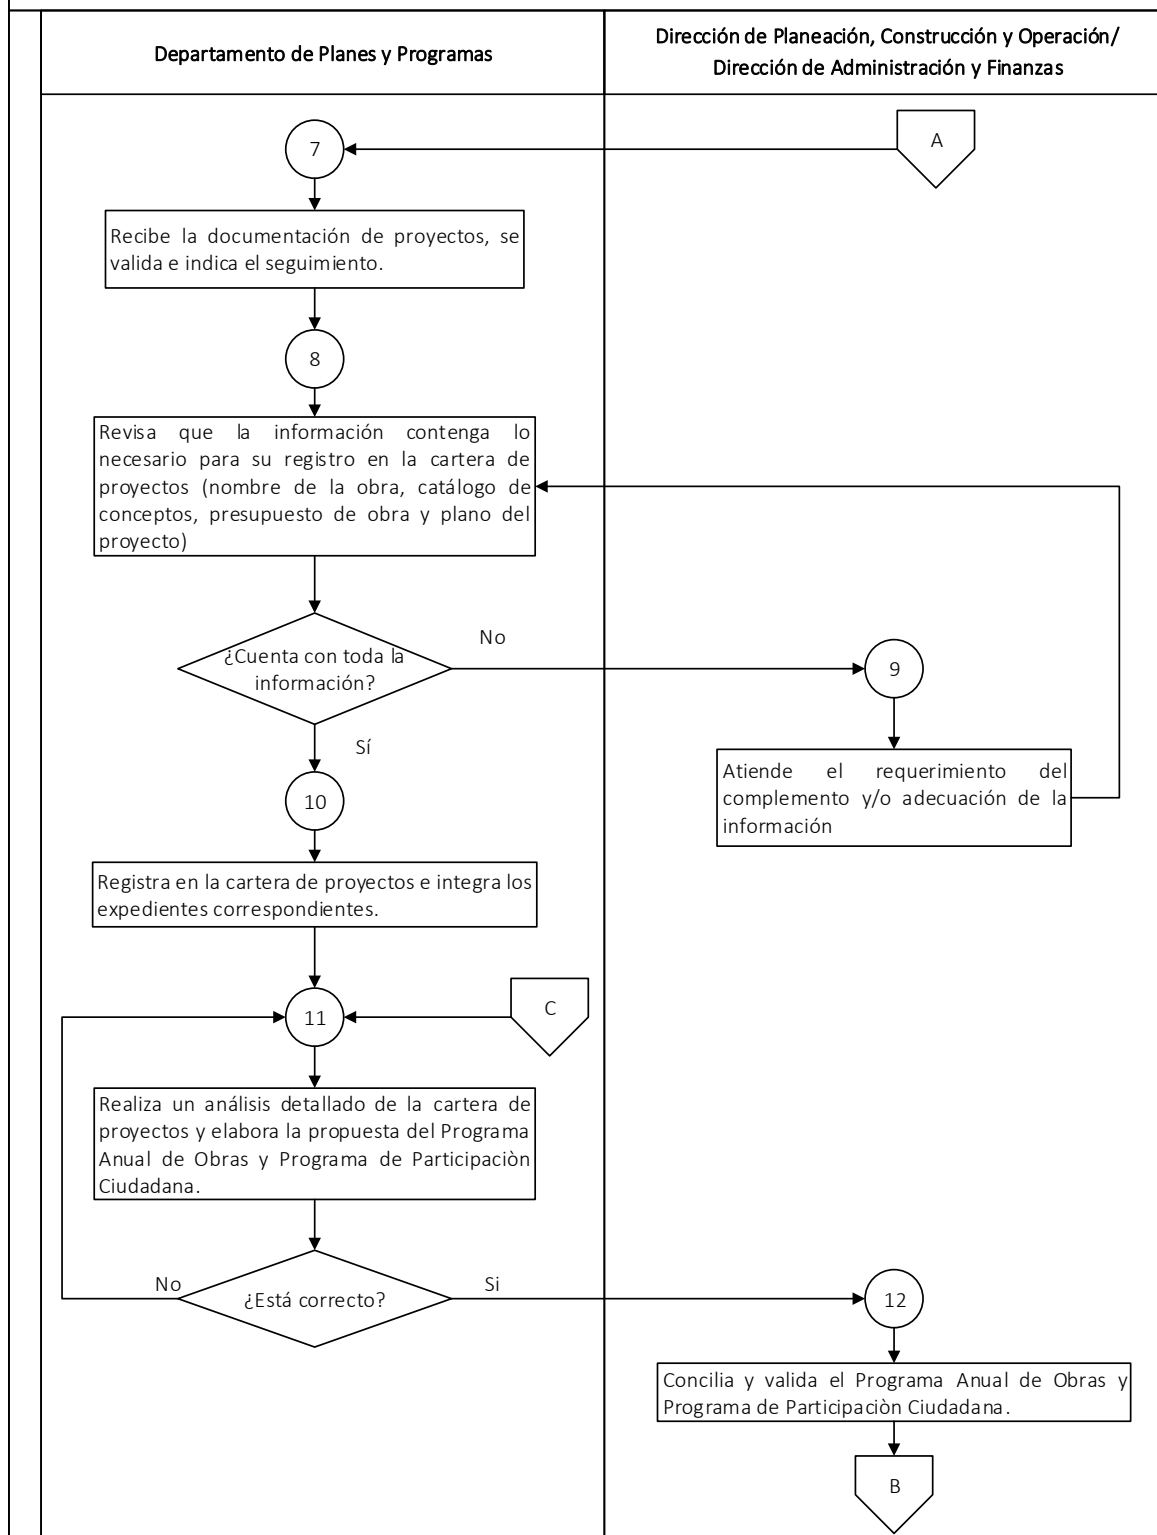 Departamento de Planes y Programas
Dirección de Planeación, Construcción y Operación/
Dirección de Administración y Finanzas
A
7
Recibe la documentación de proyectos, se
valida e indica el seguimiento.
8
Revisa que la información contenga lo
necesario para su registro en la cartera de
proyectos (nombre de la obra, catálogo de
conceptos, presupuesto de obra y plano del
proyecto)
¿Cuenta con toda la
información?
No
9
Sí
Atiende el requerimiento del
complemento y/o adecuación de la
información
10
Registra en la cartera de proyectos e integra los
expedientes correspondientes.
11
C
Realiza un análisis detallado de la cartera de
proyectos y elabora la propuesta del Programa
Anual de Obras y Programa de Participaciòn
Ciudadana.
No
¿Está correcto?
Si
12
Concilia y valida el Programa Anual de Obras y
Programa de Participaciòn Ciudadana.
B